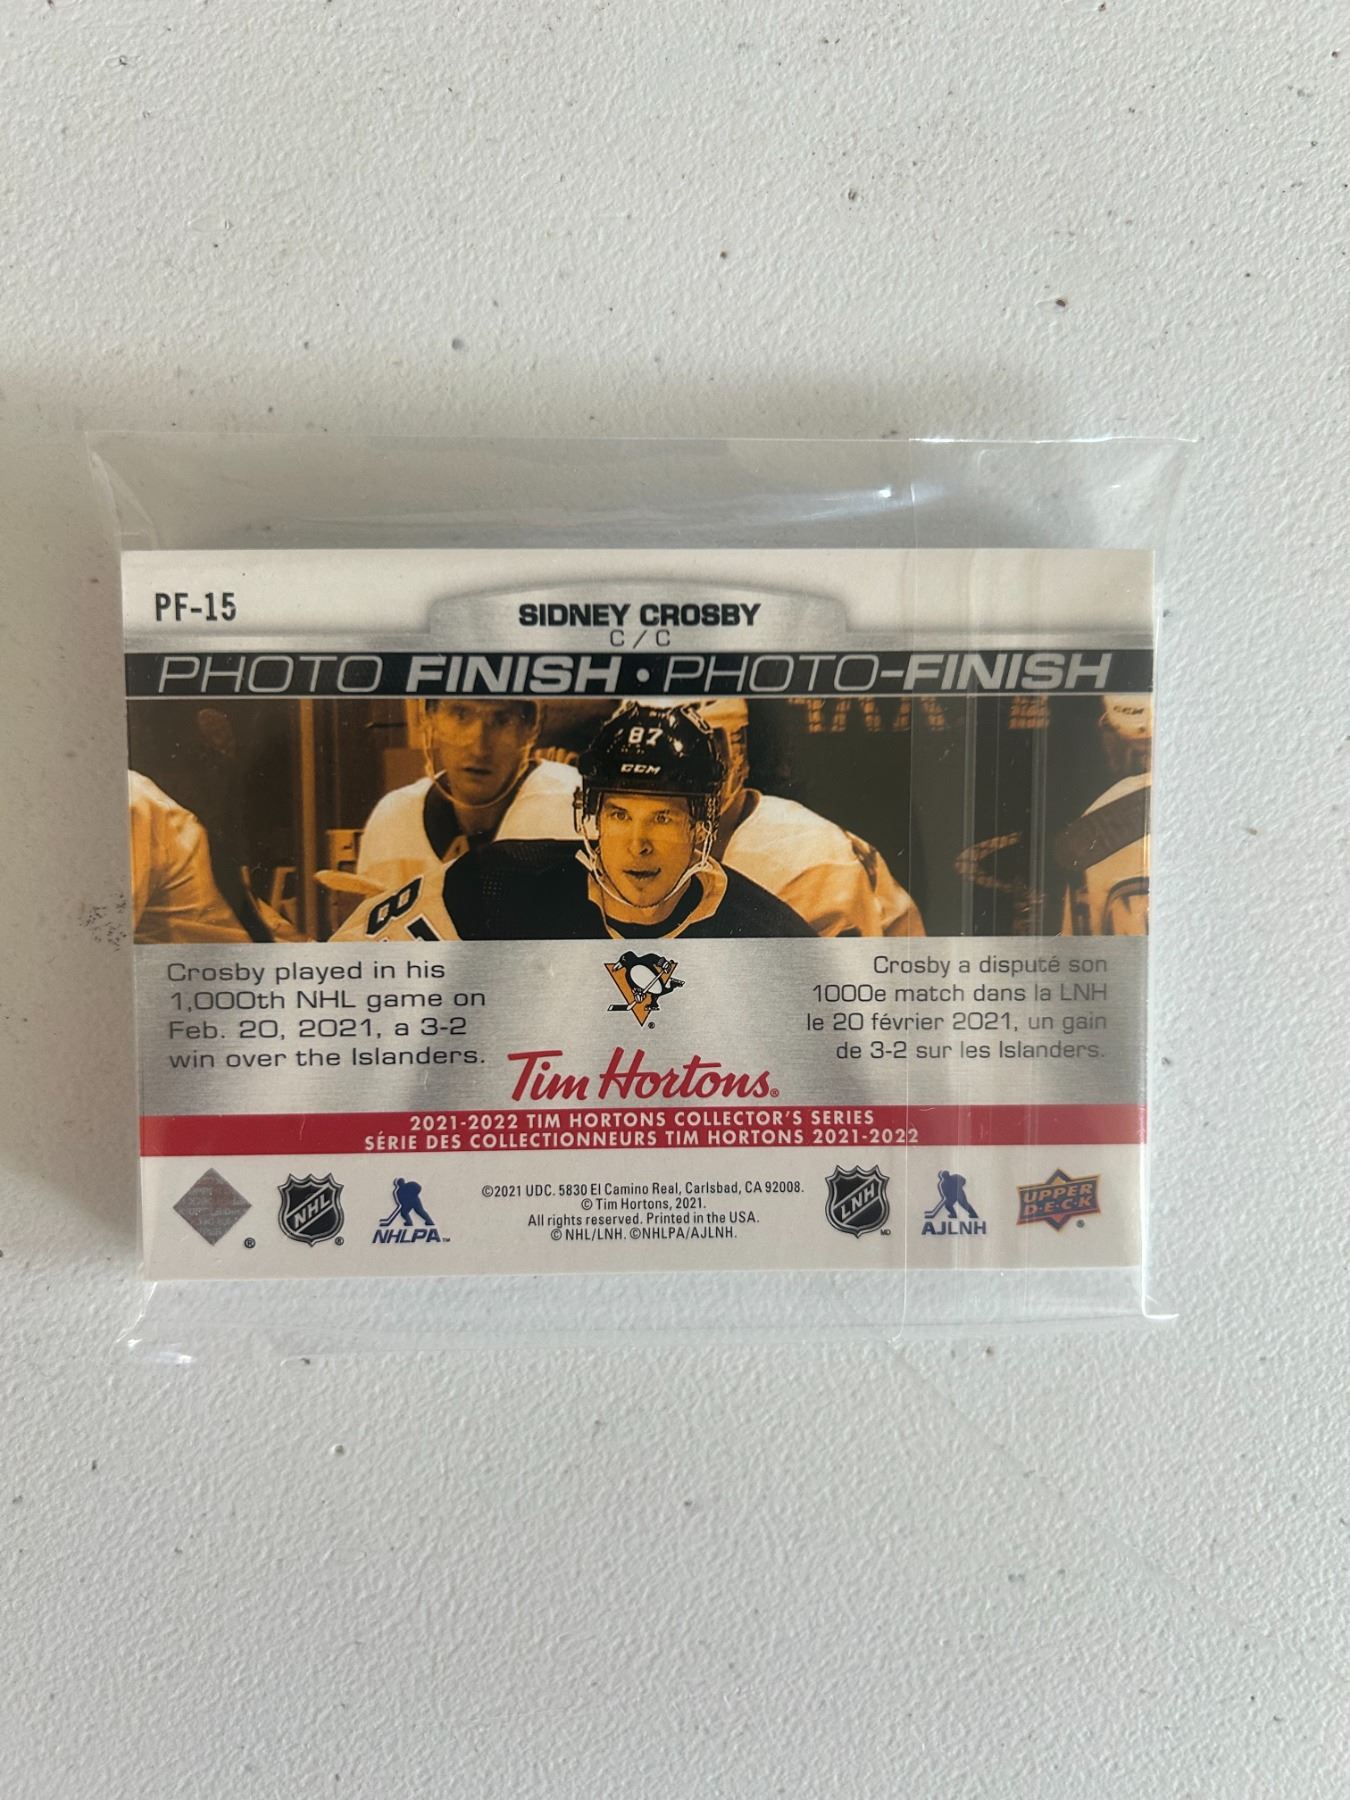 PF-15
SIDNEY CROSBY
C/C
PHOTO FINISH • PHOTO-FINISH
87
CCM
CCM
8
Crosby played in his
1,000th NHL game on
Feb. 20, 2021, a 3-2
win over the Islanders.
Crosby a disputé son
1000e match dans la LNH
le 20 février 2021, un gain
de 3-2 sur les Islanders.
Tim Hortons®
2021-2022 TIM HORTONS COLLECTOR'S SERIES
SÉRIE DES COLLECTIONNEURS TIM HORTONS 2021-2022
NHL®
NHLPA™
©2021 UDC. 5830 El Camino Real, Carlsbad, CA 92008.
© Tim Hortons, 2021.
All rights reserved. Printed in the USA.
© NHL/LNH. ©NHLPA/AJLNH.
LNH MD
AJLNH
UPPER
D·E·C·K ®